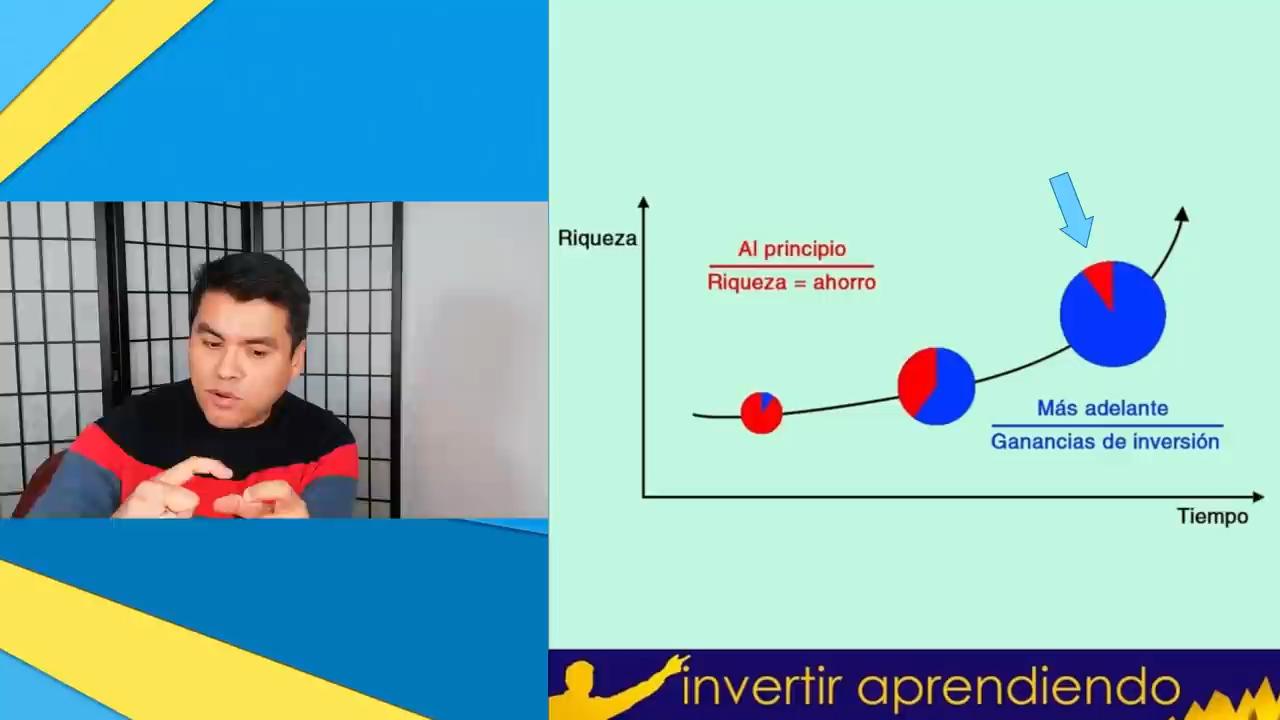 Riqueza
Al principio
Riqueza = ahorro
Más adelante
Ganancias de inversión
Tiempo
invertir aprendiendo